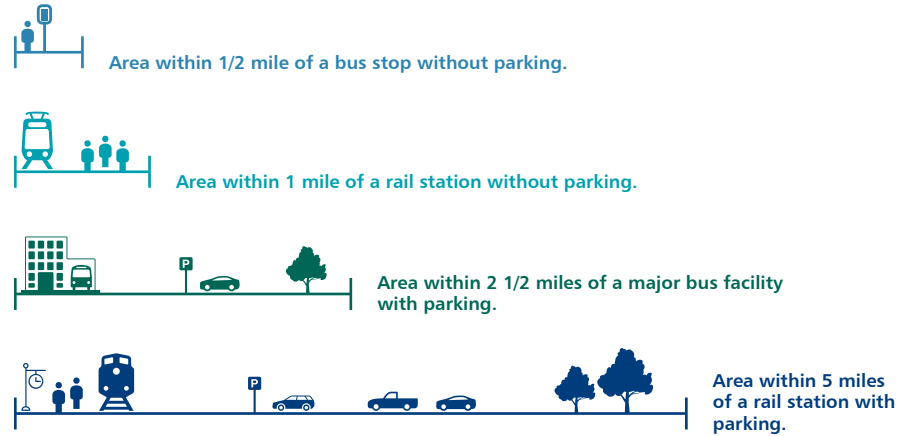 Area within 1/2 mile of a bus stop without parking.
Area within 1 mile of a rail station without parking.
P
Area within 2 1/2 miles of a major bus facility
with parking.
P
Area within 5 miles
of a rail station with
parking.